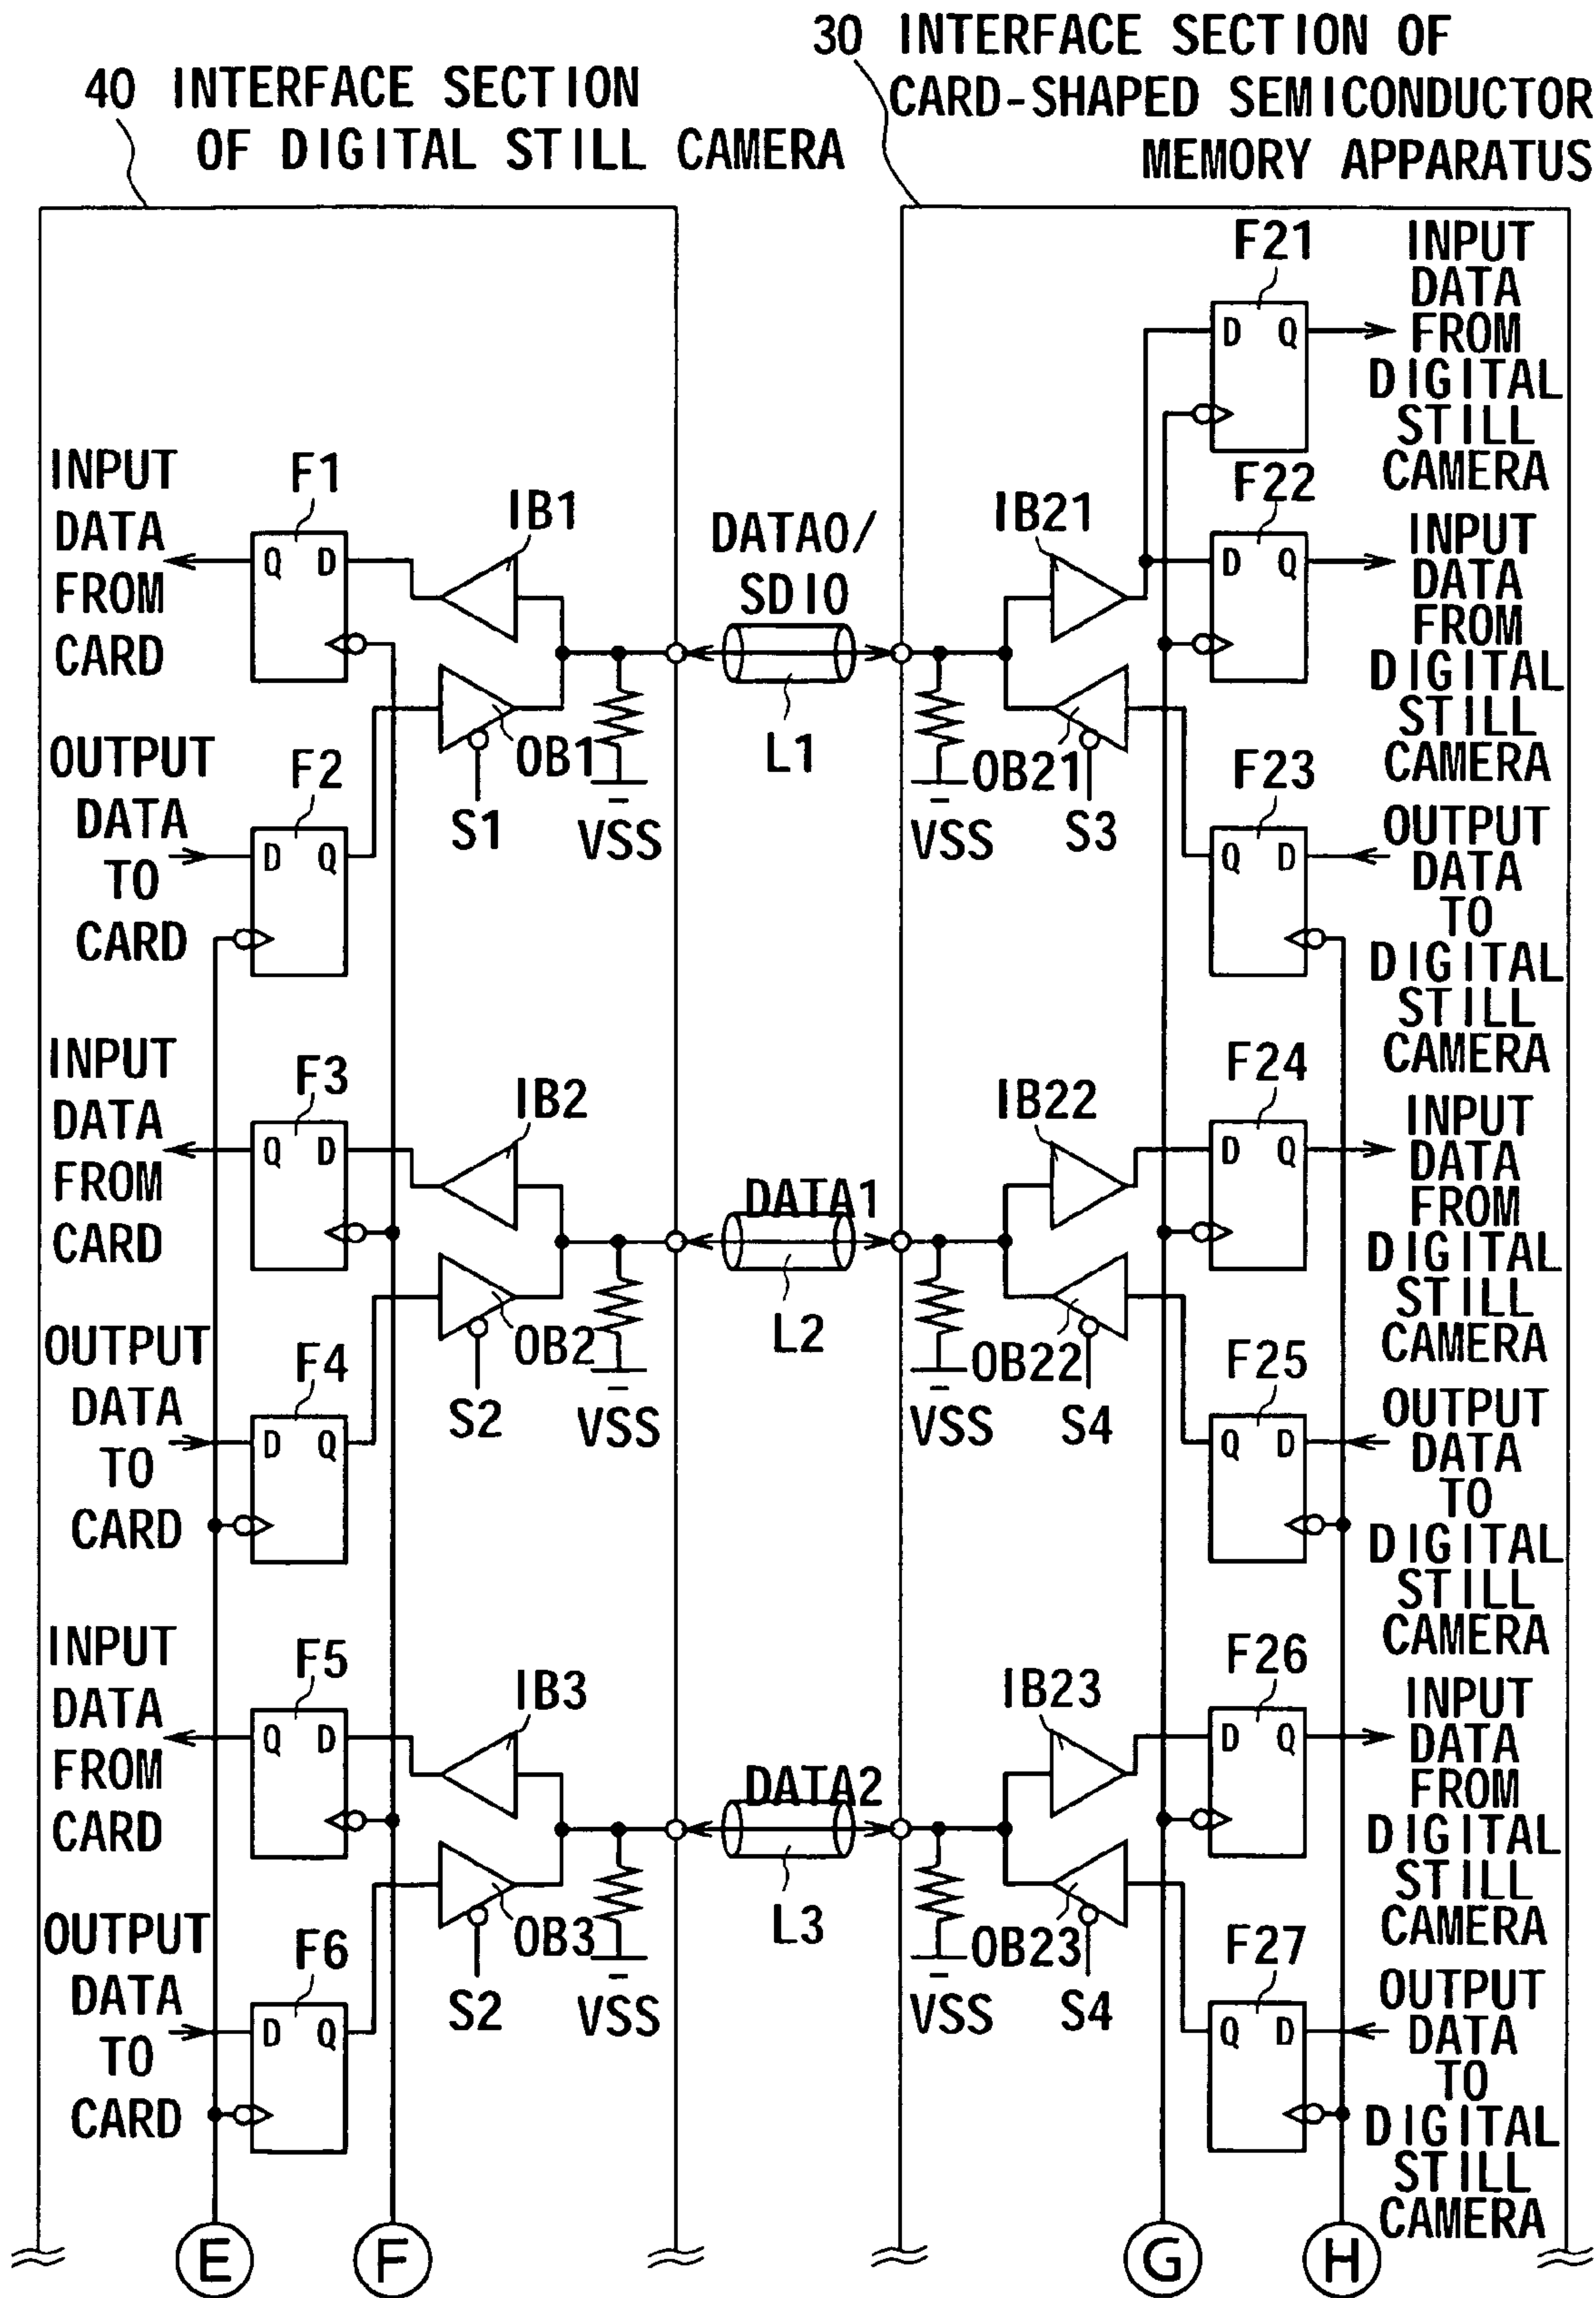 30 INTERFACE SECTION OF
CARD-SHAPED SEMICONDUCTOR
MEMORY APPARATUS
40 INTERFACE SECTION
OF DIGITAL STILL CAMERA
F21
INPUT
DATA
FROM
DIGITAL
STILL
CAMERA
D Q
INPUT
DATA
FROM
CARD
F1
Q D
IB1
DATA0/
SDIO
L1
IB21
F22
D Q
INPUT
DATA
FROM
DIGITAL
STILL
CAMERA
OUTPUT
DATA
TO
CARD
F2
D Q
OB1
S1
VSS
VSS
OB21
S3
F23
Q D
OUTPUT
DATA
TO
DIGITAL
STILL
CAMERA
INPUT
DATA
FROM
CARD
F3
Q D
IB2
DATA1
L2
IB22
F24
D Q
INPUT
DATA
FROM
DIGITAL
STILL
CAMERA
OUTPUT
DATA
TO
CARD
F4
D Q
OB2
S2
VSS
VSS
OB22
S4
F25
Q D
OUTPUT
DATA
TO
DIGITAL
STILL
CAMERA
INPUT
DATA
FROM
CARD
F5
Q D
IB3
DATA2
L3
IB23
F26
D Q
INPUT
DATA
FROM
DIGITAL
STILL
CAMERA
OUTPUT
DATA
TO
CARD
F6
D Q
OB3
S2
VSS
VSS
OB23
S4
F27
Q D
OUTPUT
DATA
TO
DIGITAL
STILL
CAMERA
E
F
G
H